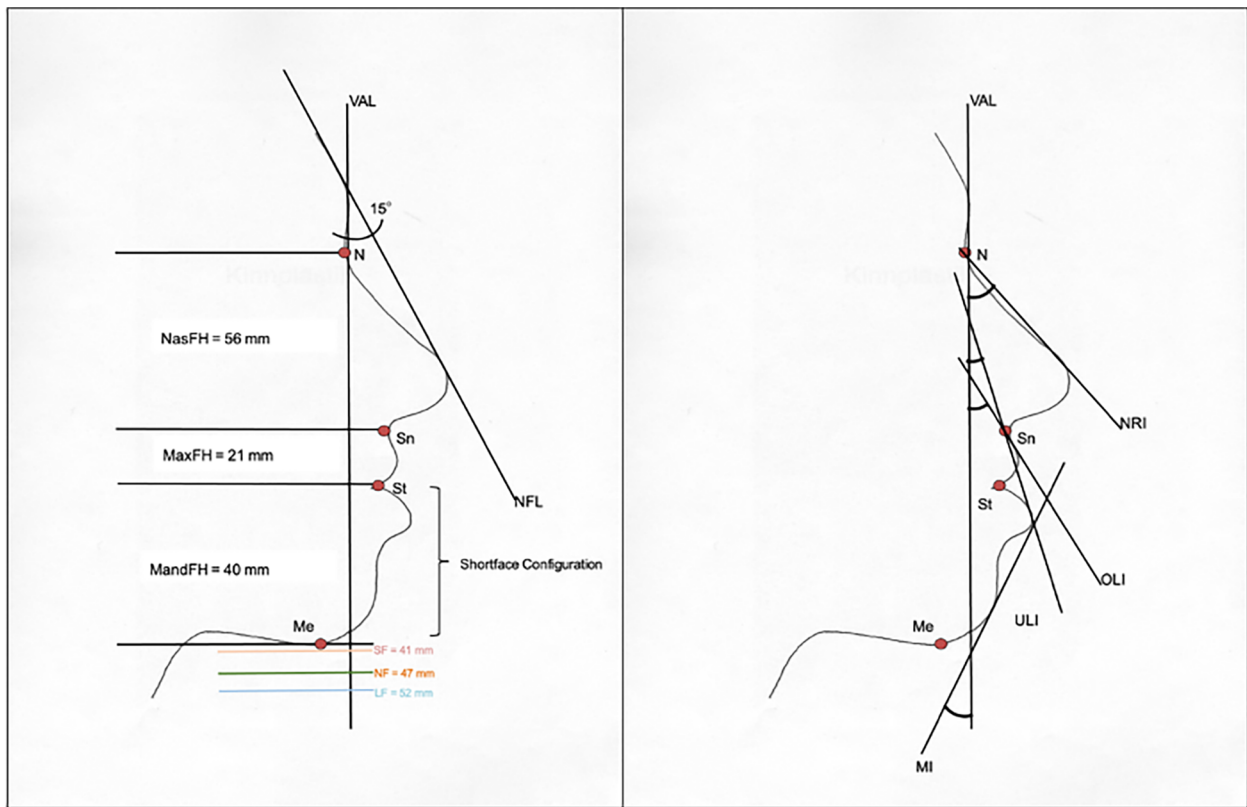 VAL
15°
N
NasFH = 56 mm
Sn
MaxFH = 21 mm
St
NFL
Shortface Configuration
MandFH = 40 mm
Me
SF = 41 mm
NF = 47 mm
LF = 52 mm
VAL
N
NRI
Sn
St
OLI
ULI
Me
MI